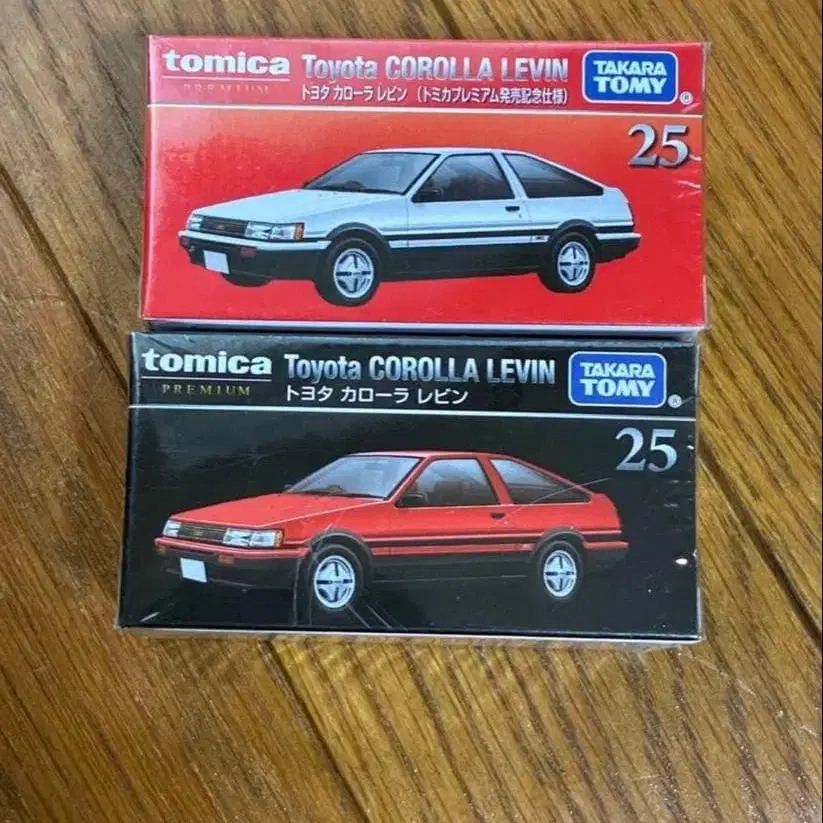 tomica Toyota COROLLA LEVIN TAKARA TOMY ®
PREMIUM トヨタ カローラ レビン （トミカプレミアム発売記念仕様）
25
tomica Toyota COROLLA LEVIN TAKARA TOMY ®
PREMIUM トヨタ カローラ レビン
25